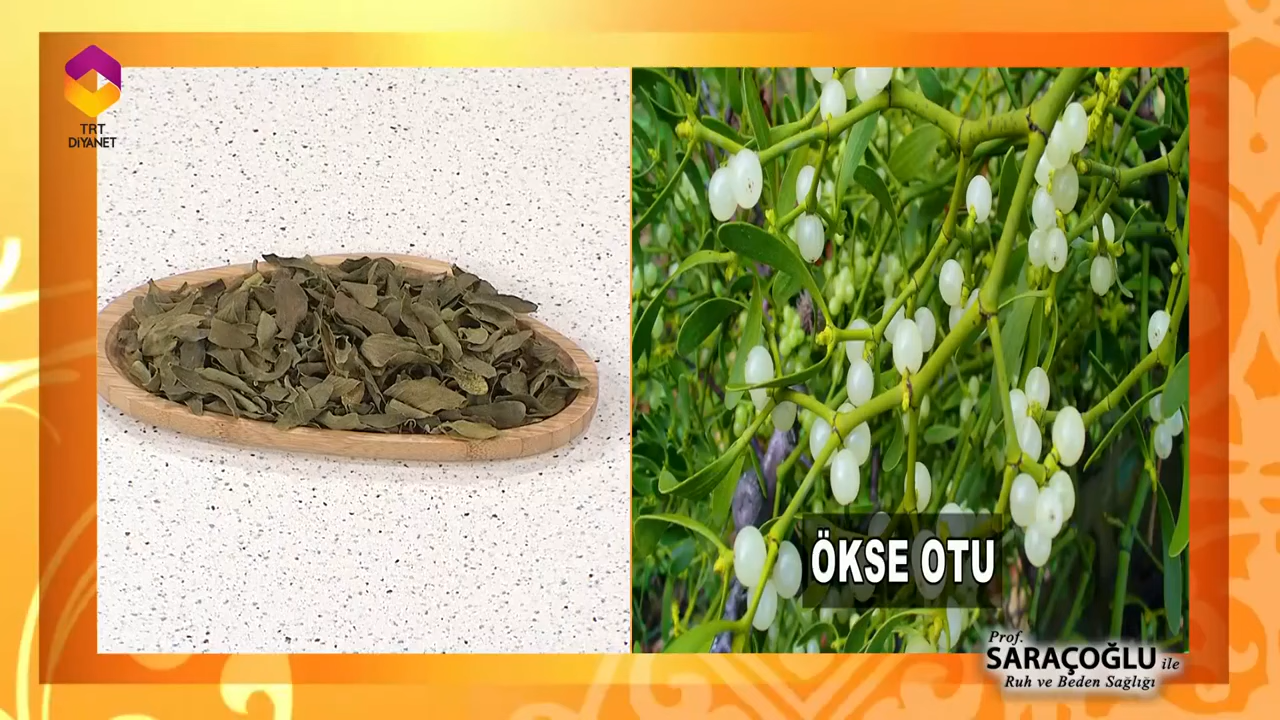 TRT
DİYANET
ÖKSE OTU
Prof.
SARAÇOĞLU ile
Ruh ve Beden Sağlığı